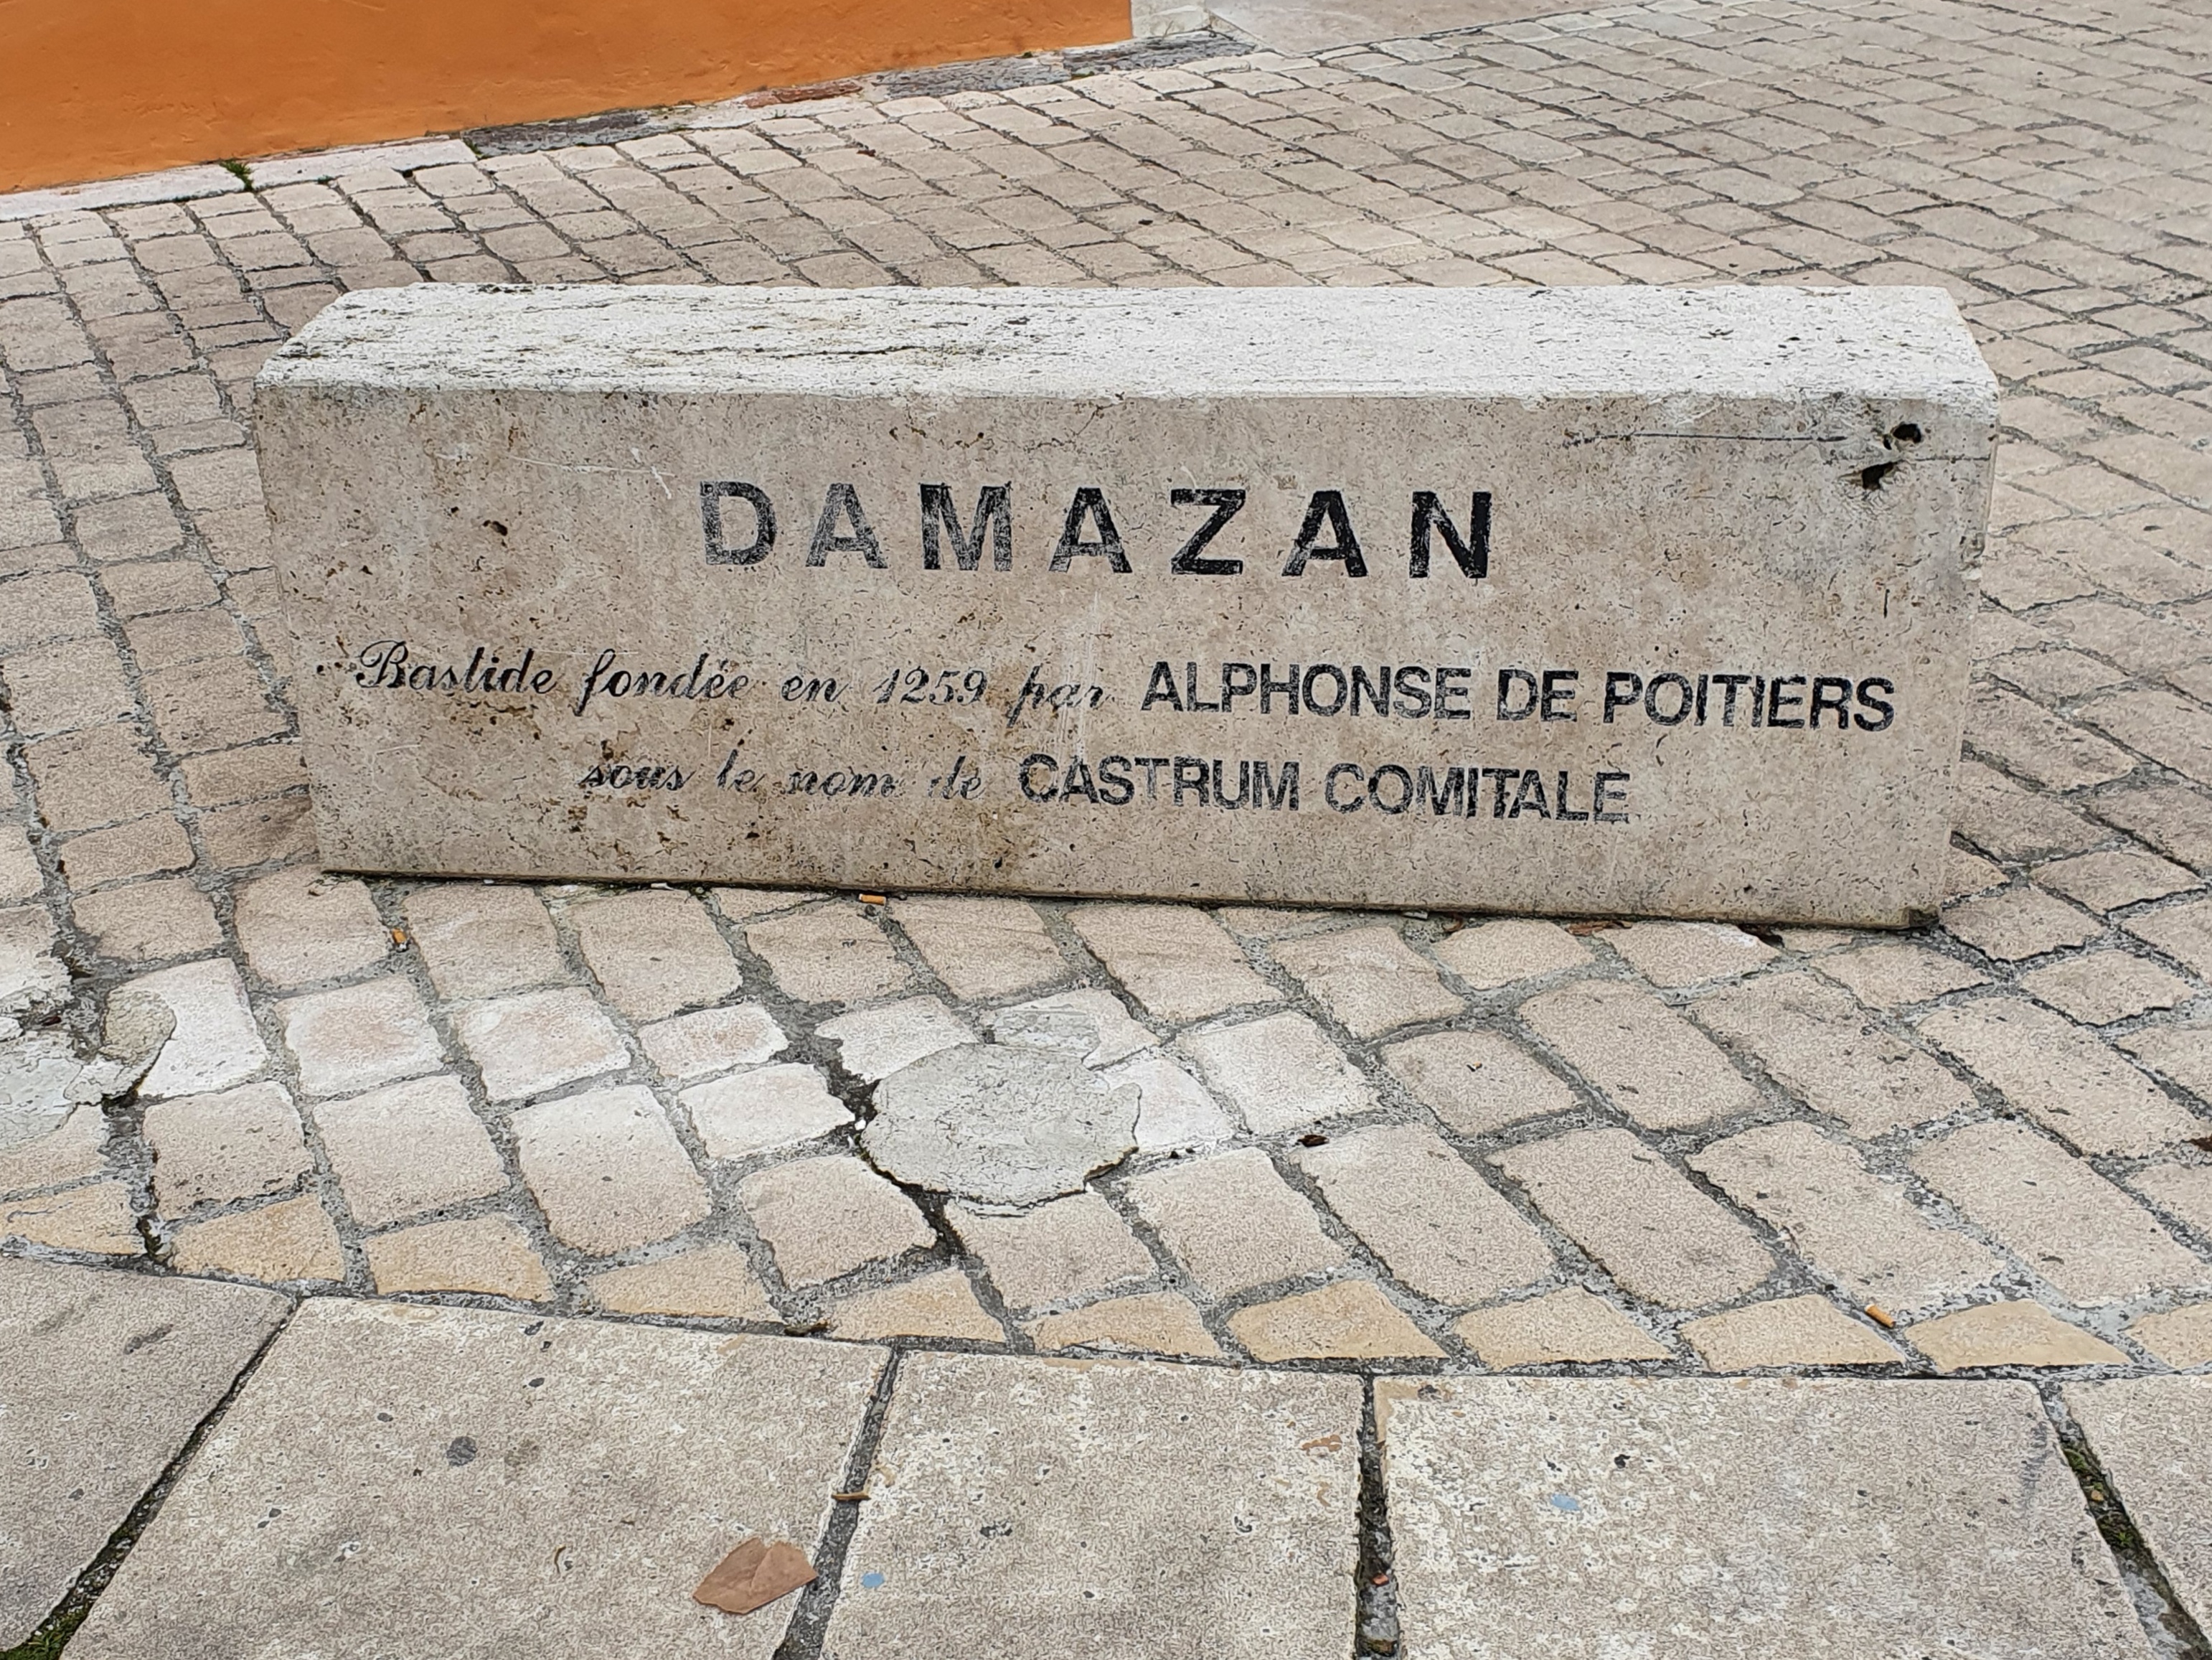 DAMAZAN
Bastide fondée en 1259 par ALPHONSE DE POITIERS
sous le nom de CASTRUM COMITALE